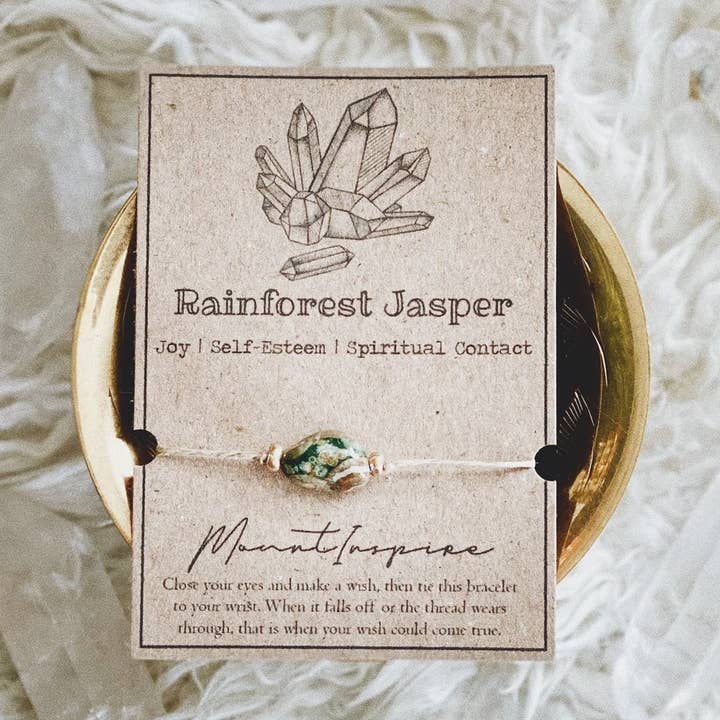 Rainforest Jasper
Joy | Self-Esteem | Spiritual Contact
MountInspire
Close your eyes and make a wish, then tie this bracelet
to your wrist. When it falls off or the thread wears
through, that is when your wish could come true.